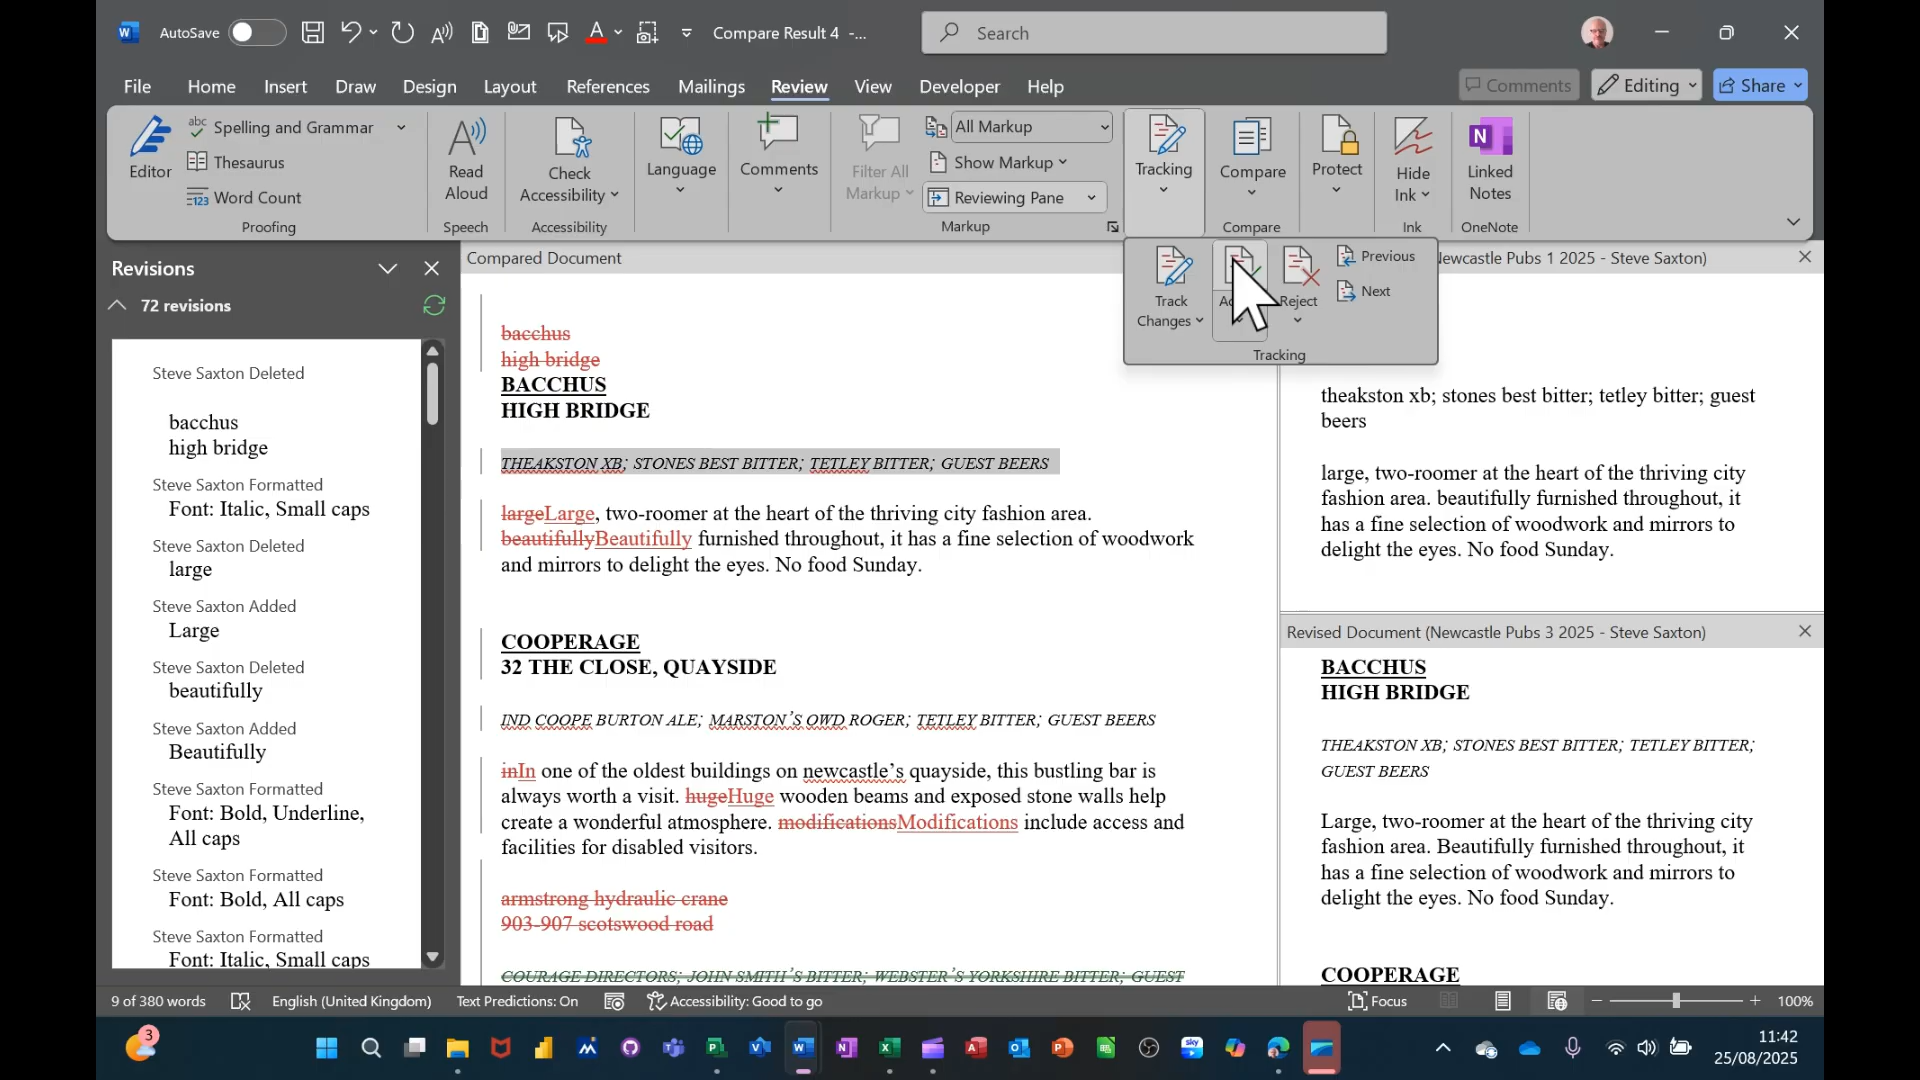 AutoSave
Compare Result 4 -...
Search
File Home Insert Draw Design Layout References Mailings Review View Developer Help
Comments
Editing
Share
Editor
abc
Spelling and Grammar
Thesaurus
123
Word Count
Proofing
A
Read
Aloud
Speech
Check
Accessibility
Accessibility
Language
Comments
Filter All
Markup
All Markup
Show Markup
Reviewing Pane
Markup
Tracking
Compare
Compare
Protect
Hide
Ink
Ink
N
Linked
Notes
OneNote
Track
Changes
Reject
Previous
Next
Tracking
Revisions
72 revisions
Steve Saxton Deleted
bacchus
high bridge
Steve Saxton Formatted
Font: Italic, Small caps
Steve Saxton Deleted
large
Steve Saxton Added
Large
Steve Saxton Deleted
beautifully
Steve Saxton Added
Beautifully
Steve Saxton Formatted
Font: Bold, Underline,
All caps
Steve Saxton Formatted
Font: Bold, All caps
Steve Saxton Formatted
Font: Italic, Small caps
Compared Document
bacchus
high bridge
BACCHUS
HIGH BRIDGE
THEAKSTON XB; STONES BEST BITTER; TETLEY BITTER; GUEST BEERS
largeLarge, two-roomer at the heart of the thriving city fashion area.
beautifullyBeautifully furnished throughout, it has a fine selection of woodwork
and mirrors to delight the eyes. No food Sunday.
COOPERAGE
32 THE CLOSE, QUAYSIDE
IND COOPE BURTON ALE; MARSTON’S OWD ROGER; TETLEY BITTER; GUEST BEERS
inIn one of the oldest buildings on newcastle’s quayside, this bustling bar is
always worth a visit. hugeHuge wooden beams and exposed stone walls help
create a wonderful atmosphere. modificationsModifications include access and
facilities for disabled visitors.
armstrong hydraulic crane
903-907 scotswood road
COURAGE DIRECTORS; JOHN SMITH’S BITTER; WEBSTER’S YORKSHIRE BITTER; GUEST
Newcastle Pubs 1 2025 - Steve Saxton)
theakston xb; stones best bitter; tetley bitter; guest
beers
large, two-roomer at the heart of the thriving city
fashion area. beautifully furnished throughout, it
has a fine selection of woodwork and mirrors to
delight the eyes. No food Sunday.
Revised Document (Newcastle Pubs 3 2025 - Steve Saxton)
BACCHUS
HIGH BRIDGE
THEAKSTON XB; STONES BEST BITTER; TETLEY BITTER;
GUEST BEERS
Large, two-roomer at the heart of the thriving city
fashion area. Beautifully furnished throughout, it
has a fine selection of woodwork and mirrors to
delight the eyes. No food Sunday.
COOPERAGE
9 of 380 words
English (United Kingdom)
Text Predictions: On
Accessibility: Good to go
Focus
100%
3
sky
11:42
25/08/2025